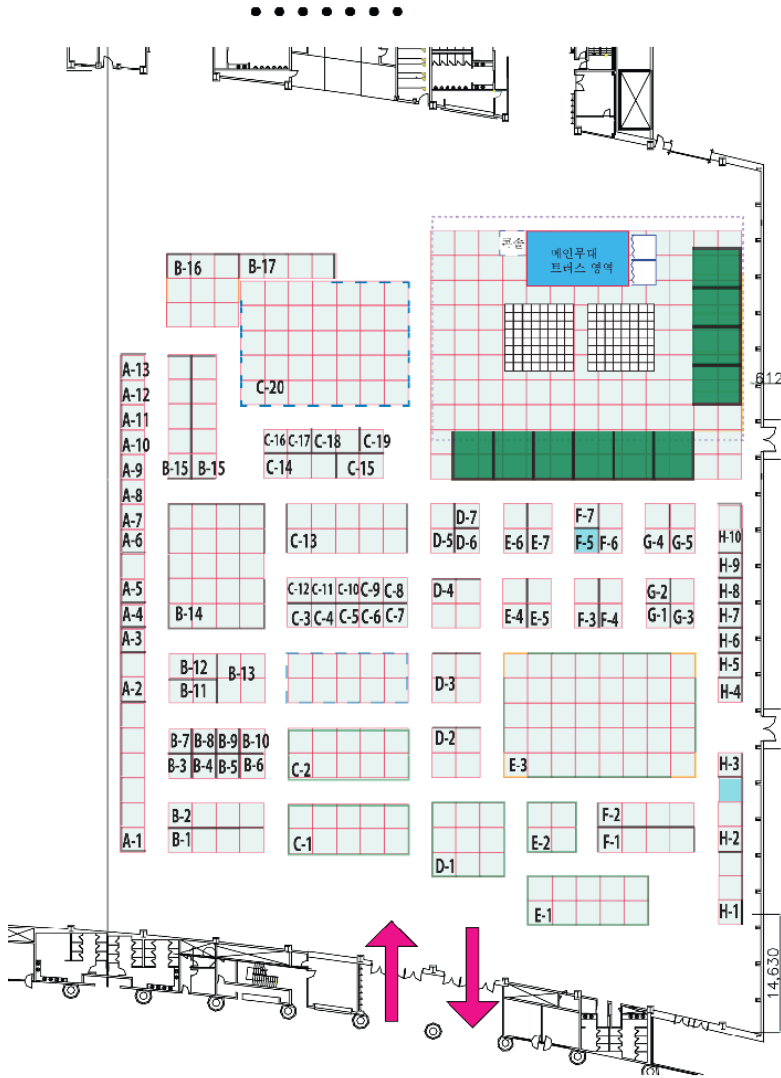 콘솔
메인무대
트러스 영역
B-16
B-17
C-20
A-13
A-12
A-11
A-10
A-9
A-8
A-7
A-6
A-5
A-4
A-3
A-2
A-1
B-15 B-15
C-16 C-17 C-18 C-19
C-14 C-15
612
D-7
D-5 D-6
F-7
E-6 E-7
F-5 F-6
G-4 G-5
C-13
H-10
H-9
H-8
H-7
H-6
H-5
H-4
C-12 C-11 C-10 C-9 C-8
C-3 C-4 C-5 C-6 C-7
D-4
E-4 E-5
F-3 F-4
G-2
G-1 G-3
B-14
B-12
B-13
B-11
D-3
B-7 B-8 B-9 B-10
B-3 B-4 B-5 B-6
C-2
D-2
E-3
H-3
B-2
B-1
C-1
D-1
E-2
F-2
F-1
H-2
E-1
H-1
14,630